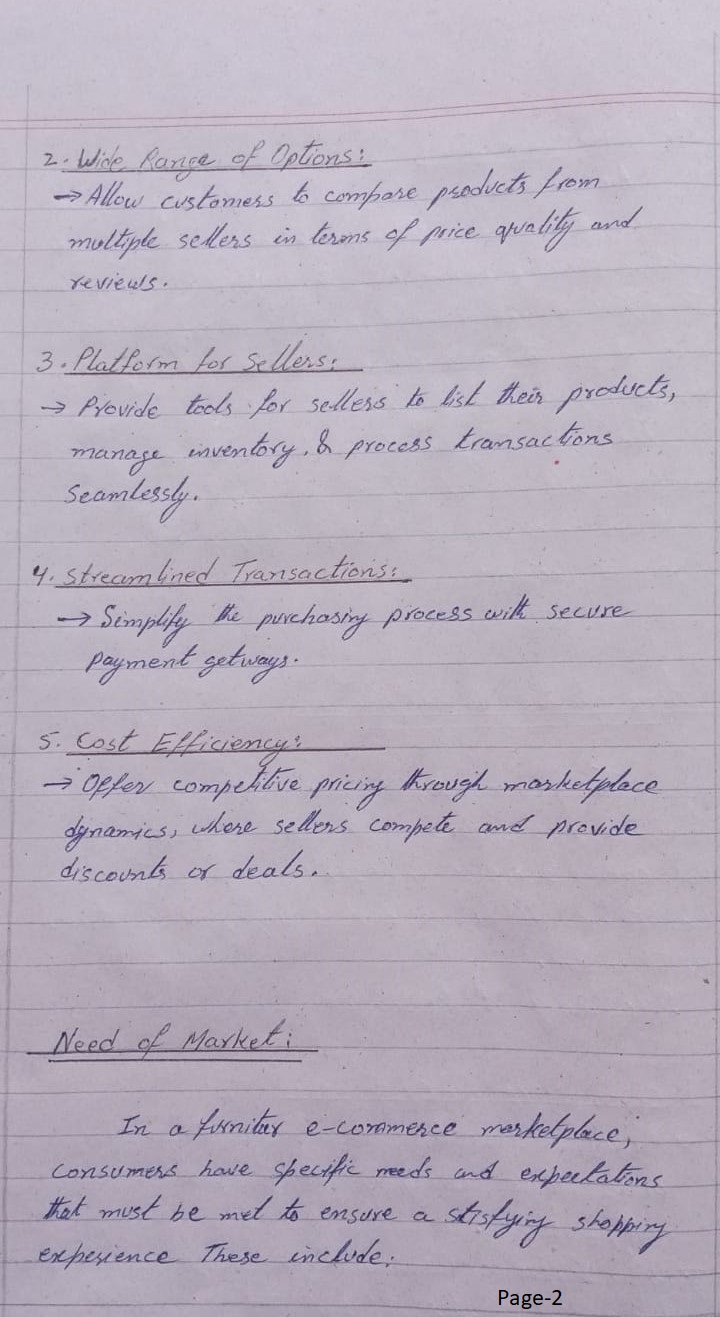 2. Wide Range of Options:
→ Allow customers to compare products from
multiple sellers in terms of price quality and
reviews.
3. Platform for Sellers:
→ Provide tools for sellers to list their products,
manage inventory, & process transactions
Seamlessly.
4. Streamlined Transactions:
→ Simplify the purchasing process with secure
payment getways.
5. Cost Efficiency:
→ Offer competitive pricing through marketplace
dynamics, where sellers compete and provide
discounts or deals.
Need of Market:
In a furnitur e-commerce marketplace,
consumers have specific needs and expectations
that must be met to ensure a stisfying shopping
experience These include:
Page-2